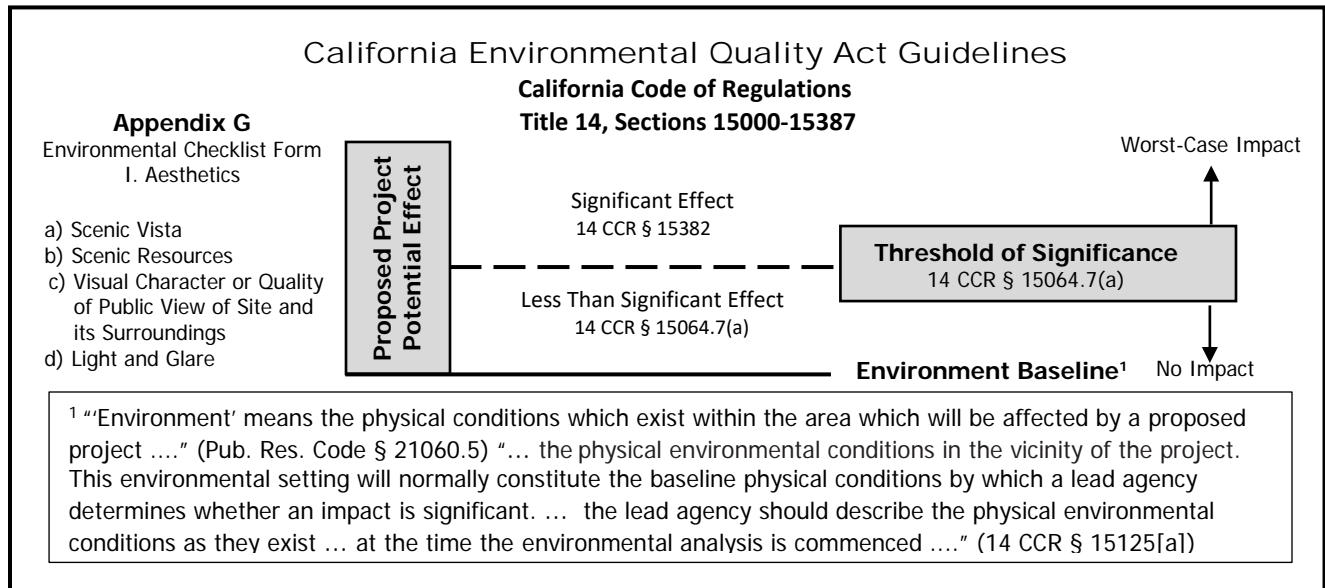 California Environmental Quality Act Guidelines
California Code of Regulations
Title 14, Sections 15000-15387
Appendix G
Environmental Checklist Form
I. Aesthetics
a) Scenic Vista
b) Scenic Resources
c) Visual Character or Quality
of Public View of Site and
its Surroundings
d) Light and Glare
Proposed Project
Potential Effect
Significant Effect
14 CCR § 15382
Less Than Significant Effect
14 CCR § 15064.7(a)
Worst-Case Impact
Threshold of Significance
14 CCR § 15064.7(a)
Environment Baseline¹
No Impact
¹ “‘Environment’ means the physical conditions which exist within the area which will be affected by a proposed
project ….” (Pub. Res. Code § 21060.5) “… the physical environmental conditions in the vicinity of the project.
This environmental setting will normally constitute the baseline physical conditions by which a lead agency
determines whether an impact is significant. … the lead agency should describe the physical environmental
conditions as they exist … at the time the environmental analysis is commenced ….” (14 CCR § 15125[a])